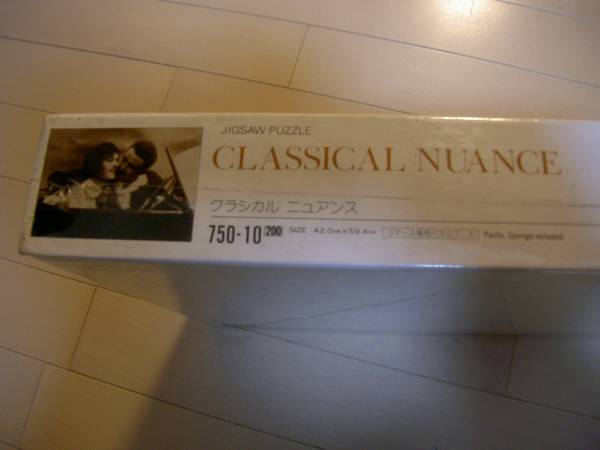 JIGSAW PUZZLE
CLASSICAL NUANCE
クラシカル ニュアンス
750-10 (200) SIZE 42.0cm×59.4cm Paste, Sponge included